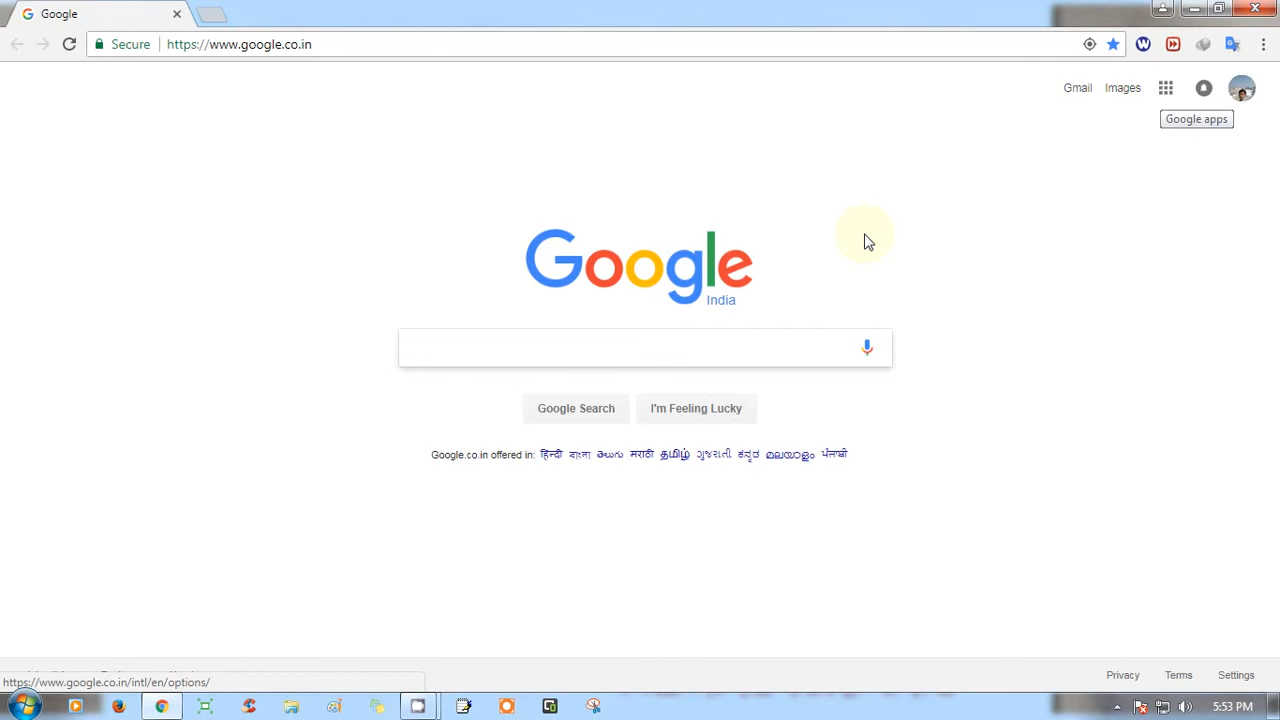 Google
Secure https://www.google.co.in
Gmail Images
Google apps
Google
India
Google Search I'm Feeling Lucky
Google.co.in offered in: हिन्दी বাংলা తెలుగు मराठी தமிழ் ગુજરાતી ಕನ್ನಡ മലയാളം ਪੰਜਾਬੀ
Privacy Terms Settings
https://www.google.co.in/intl/en/options/
5:53 PM